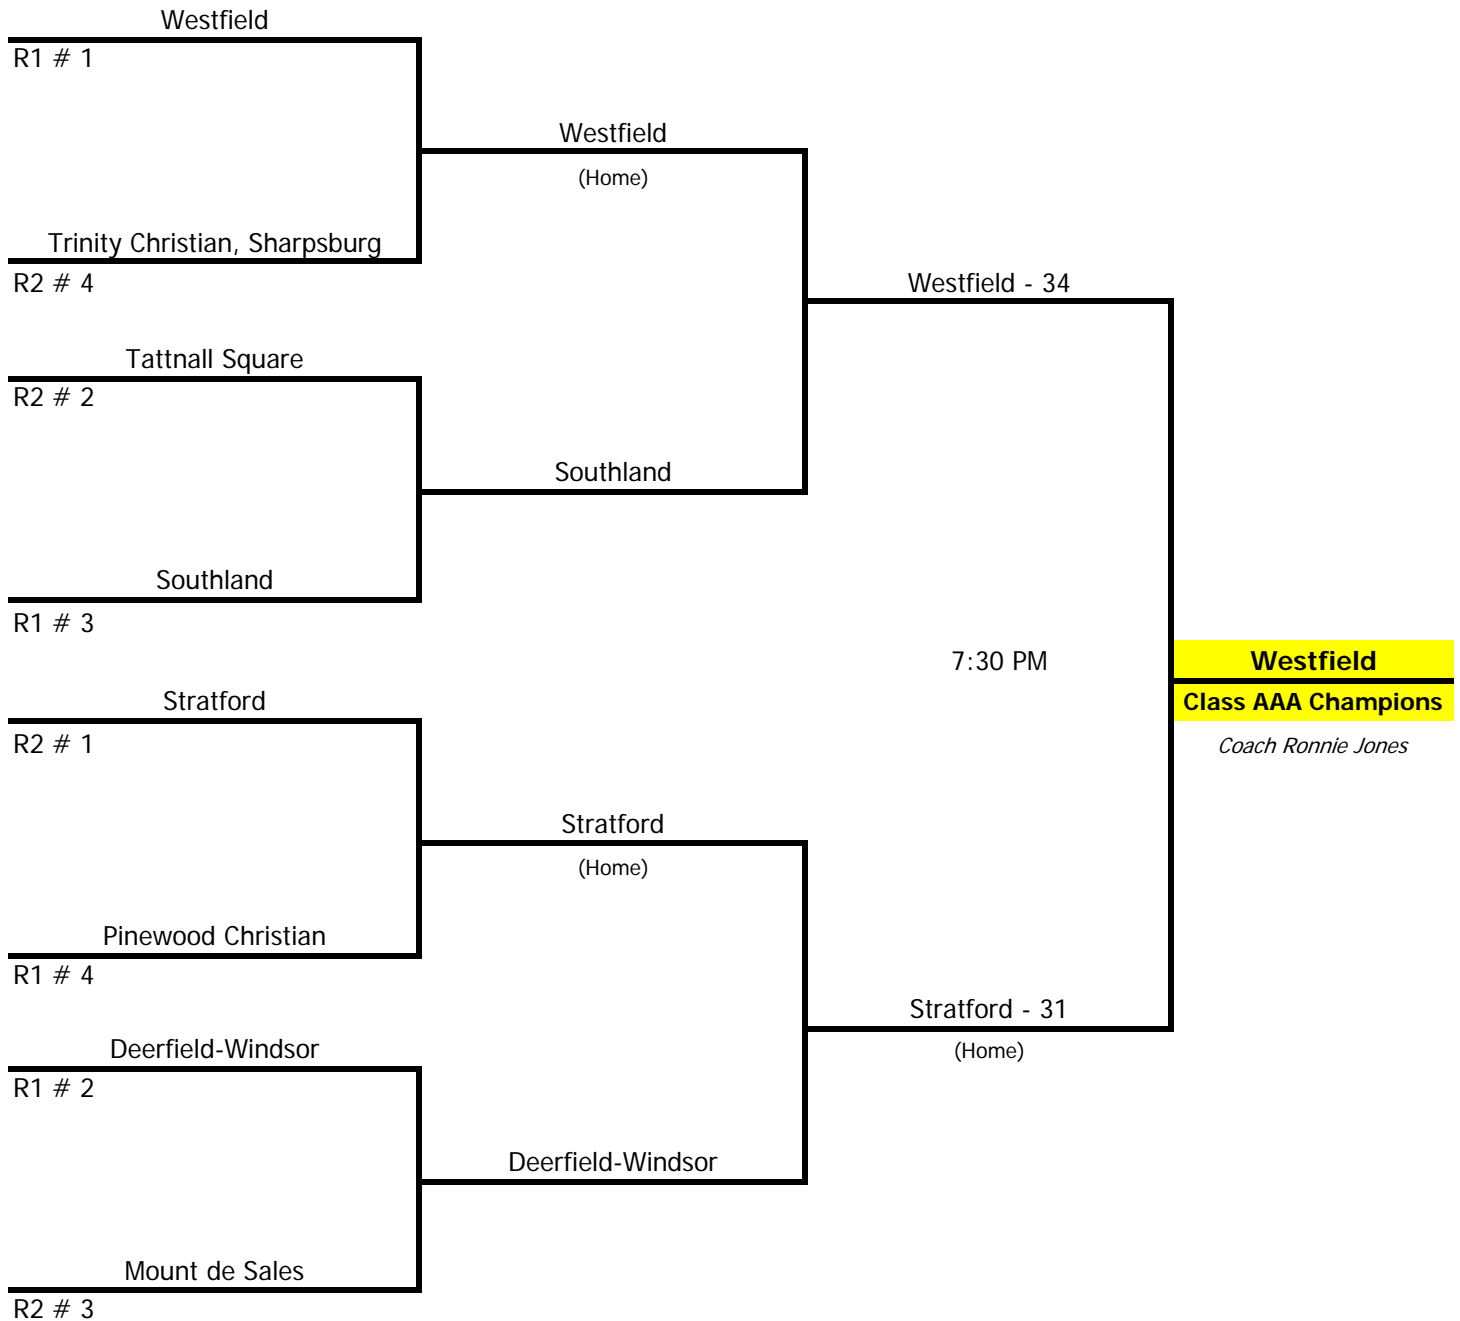 Westfield
R1 # 1
Westfield
(Home)
Trinity Christian, Sharpsburg
R2 # 4
Westfield - 34
Tattnall Square
R2 # 2
Southland
Southland
R1 # 3
7:30 PM
Westfield
Class AAA Champions
Coach Ronnie Jones
Stratford
R2 # 1
Stratford
(Home)
Pinewood Christian
R1 # 4
Stratford - 31
(Home)
Deerfield-Windsor
R1 # 2
Deerfield-Windsor
Mount de Sales
R2 # 3